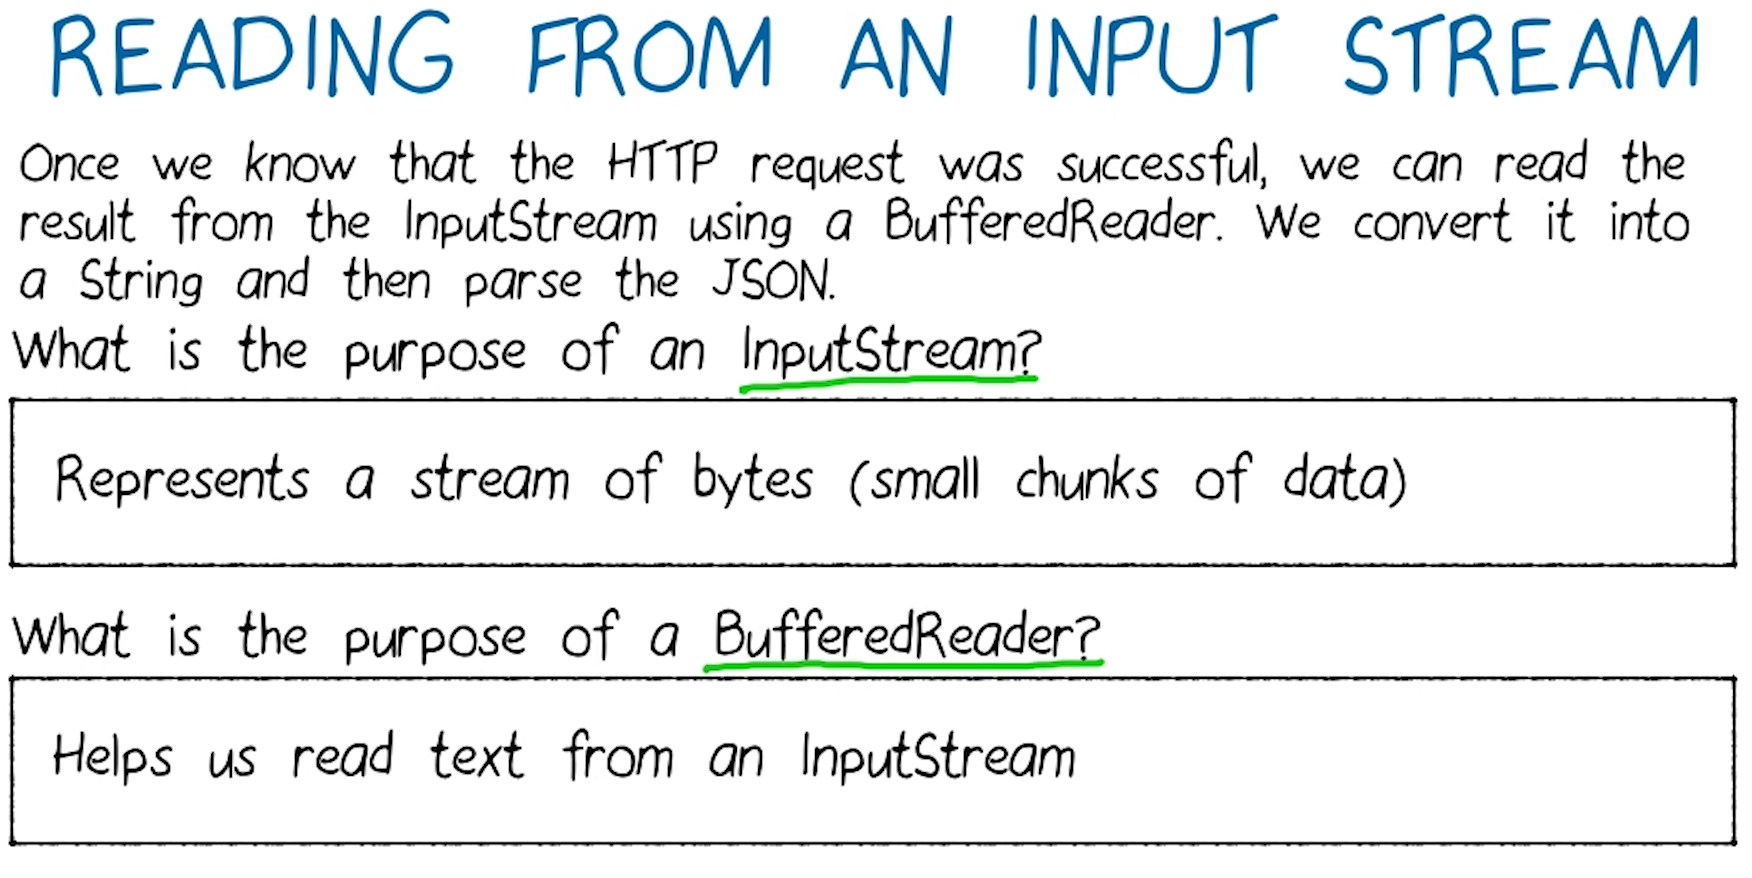 READING FROM AN INPUT STREAM
Once we know that the HTTP request was successful, we can read the
result from the InputStream using a BufferedReader. We convert it into
a String and then parse the JSON.
What is the purpose of an InputStream?
Represents a stream of bytes (small chunks of data)
What is the purpose of a BufferedReader?
Helps us read text from an InputStream